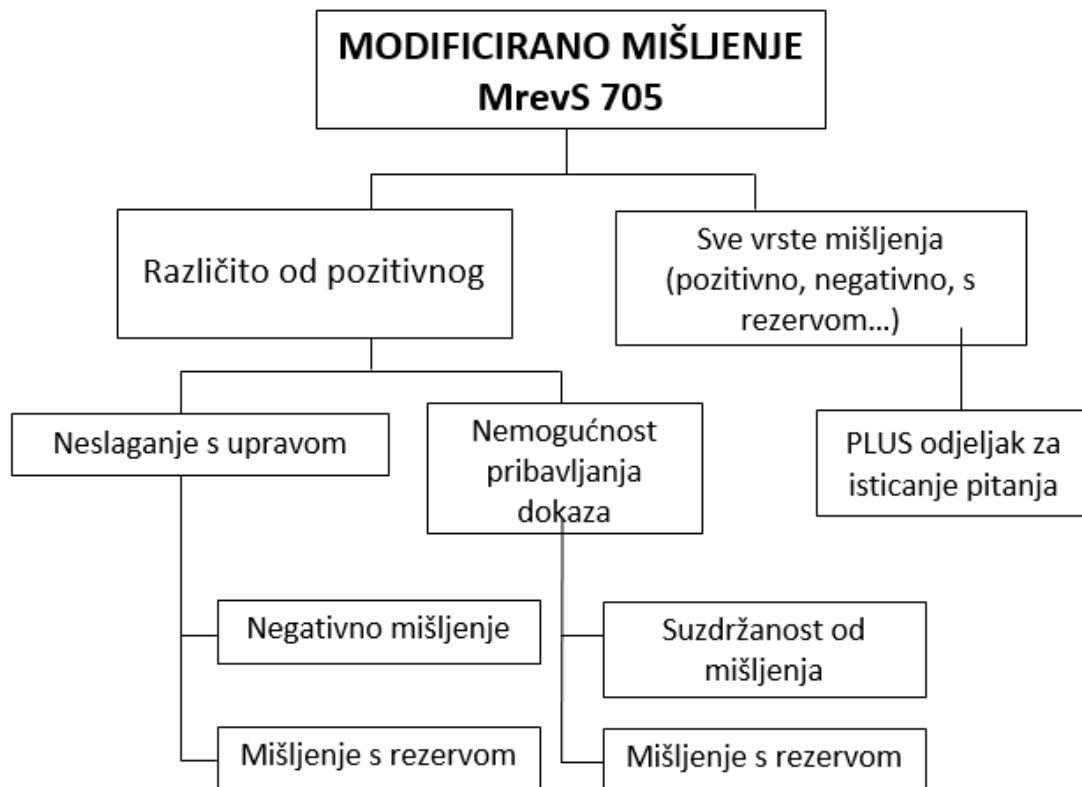 MODIFICIRANO MIŠLJENJE
MrevS 705
Različito od pozitivnog
Sve vrste mišljenja
(pozitivno, negativno, s
rezervom...)
Neslaganje s upravom
Nemogućnost
pribavljanja
dokaza
PLUS odjeljak za
isticanje pitanja
Negativno mišljenje
Suzdržanost od
mišljenja
Mišljenje s rezervom
Mišljenje s rezervom